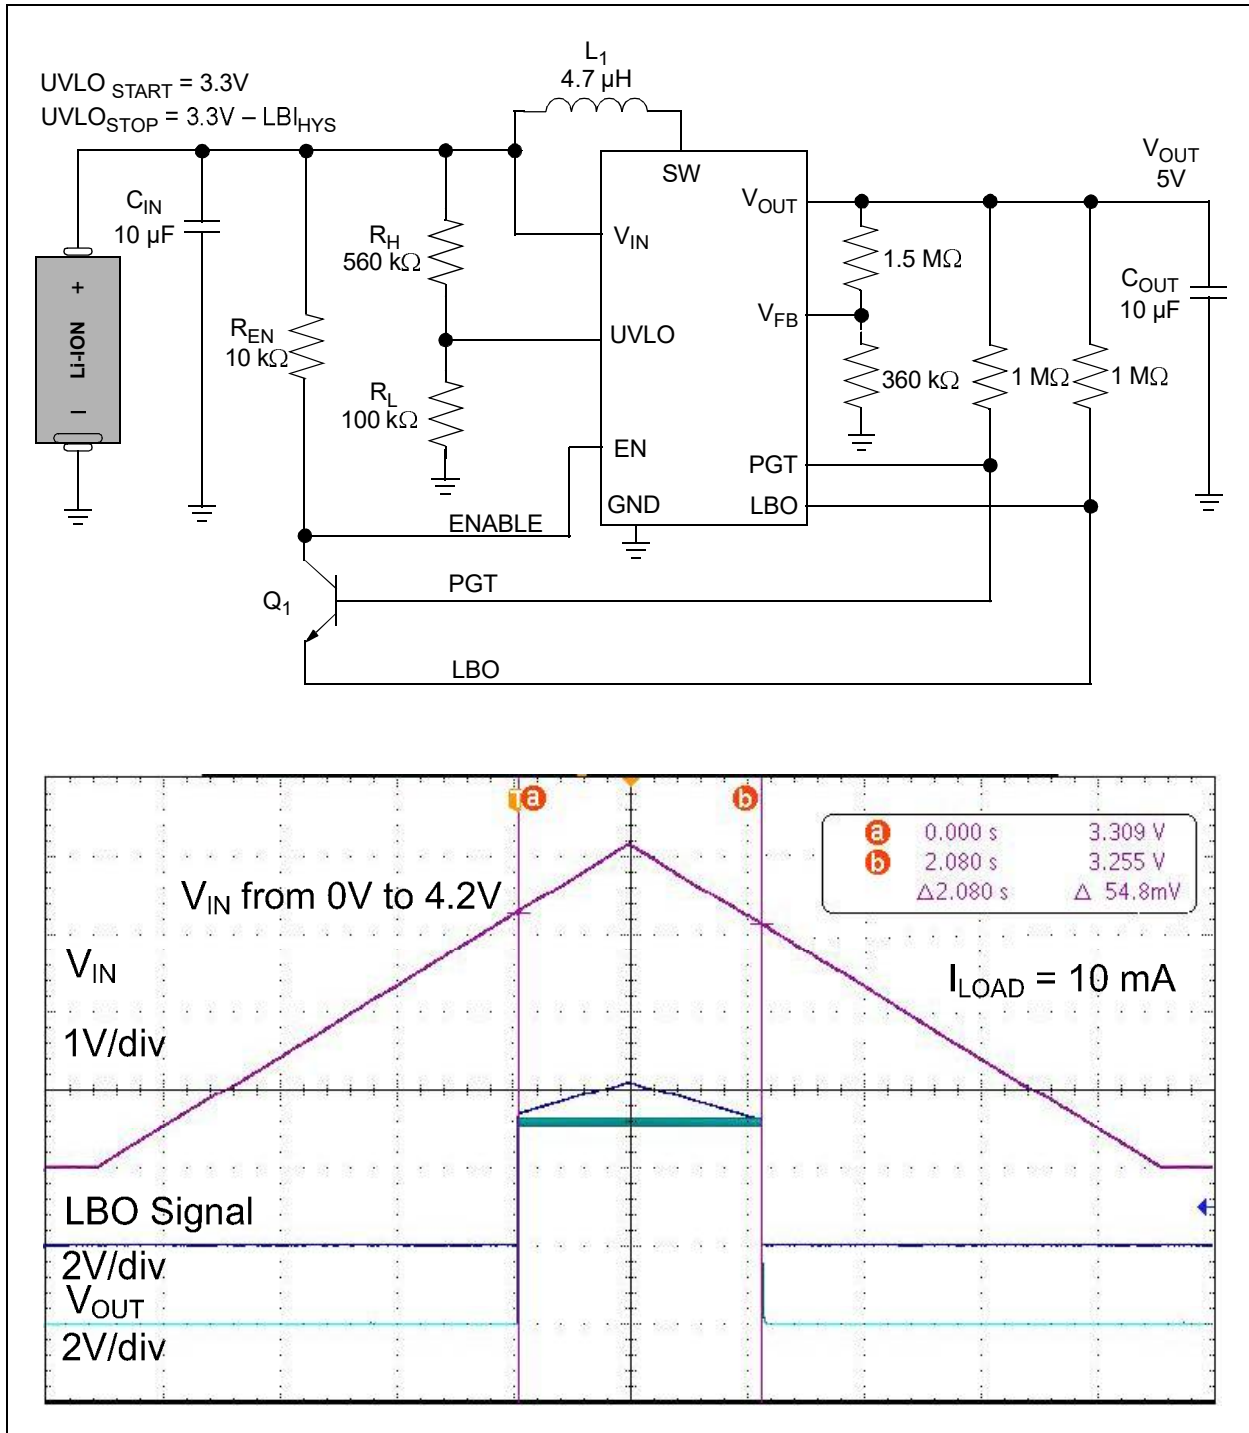 L1
4.7 µH
UVLO START = 3.3V
UVLOSTOP = 3.3V – LBIHYS
SW
VOUT
5V
CIN
10 µF
RH
560 kΩ
VIN
VOUT
1.5 MΩ
COUT
10 µF
+
Li-ION
–
REN
10 kΩ
UVLO
VFB
RL
100 kΩ
360 kΩ
1 MΩ
1 MΩ
EN
PGT
GND
LBO
ENABLE
Q1
PGT
LBO
T
a
b
a 0.000 s 3.309 V
b 2.080 s 3.255 V
Δ2.080 s Δ 54.8mV
VIN from 0V to 4.2V
VIN
ILOAD = 10 mA
1V/div
LBO Signal
2V/div
VOUT
2V/div